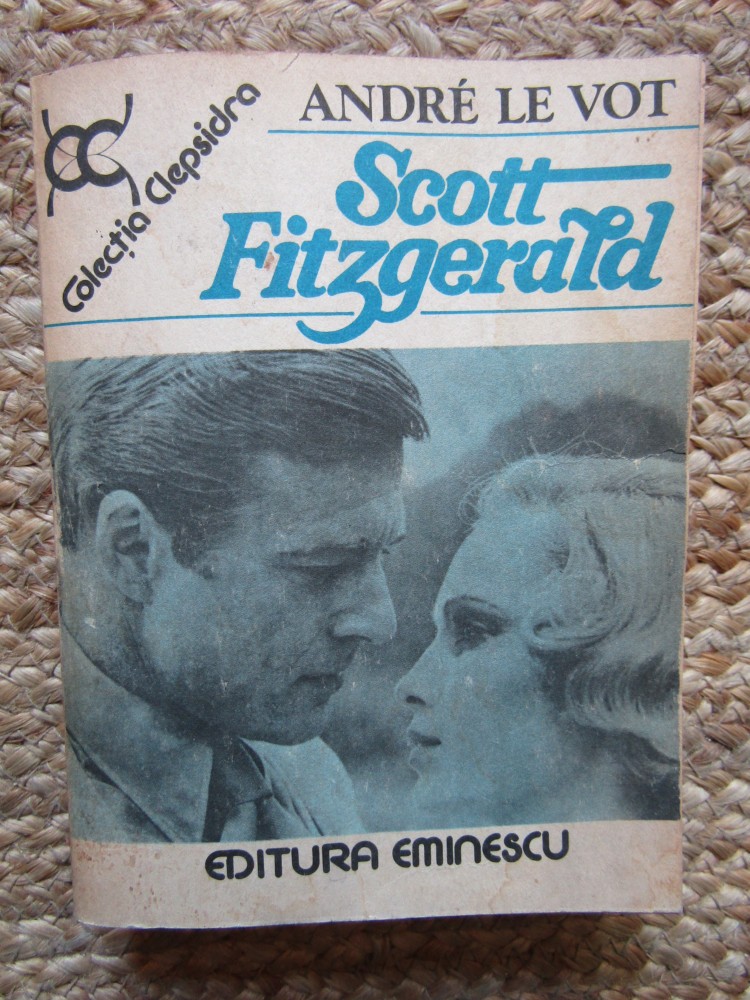 Colecția Clepsidra
ANDRÉ LE VOT
Scott
Fitzgerald
EDITURA EMINESCU